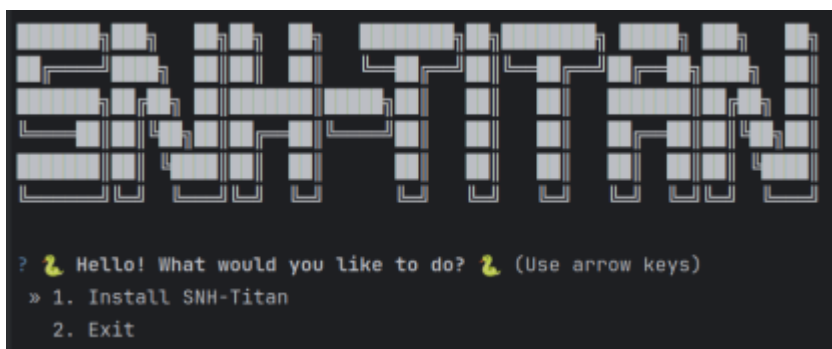 SNH-TITAN
? 🐍 Hello! What would you like to do? 🐍 (Use arrow keys)
» 1. Install SNH-Titan
2. Exit